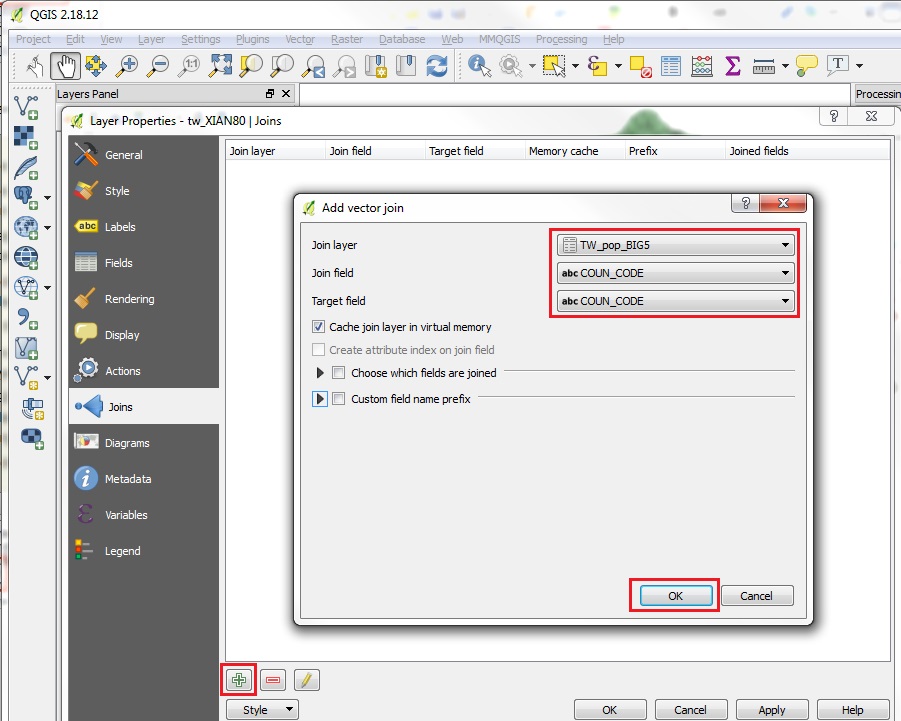 QGIS 2.18.12
Project Edit View Layer Settings Plugins Vector Raster Database Web MMQGIS Processing Help
1:1 ε Σ T
Layers Panel
Processin
Layer Properties - tw_XIAN80 | Joins
General
Style
abc Labels
Fields
Rendering
Display
Actions
Joins
Diagrams
Metadata
Variables
Legend
Join layer Join field Target field Memory cache Prefix Joined fields
Add vector join
Join layer TW_pop_BIG5
Join field abc COUN_CODE
Target field abc COUN_CODE
Cache join layer in virtual memory
Create attribute index on join field
Choose which fields are joined
Custom field name prefix
OK Cancel
Style OK Cancel Apply Help